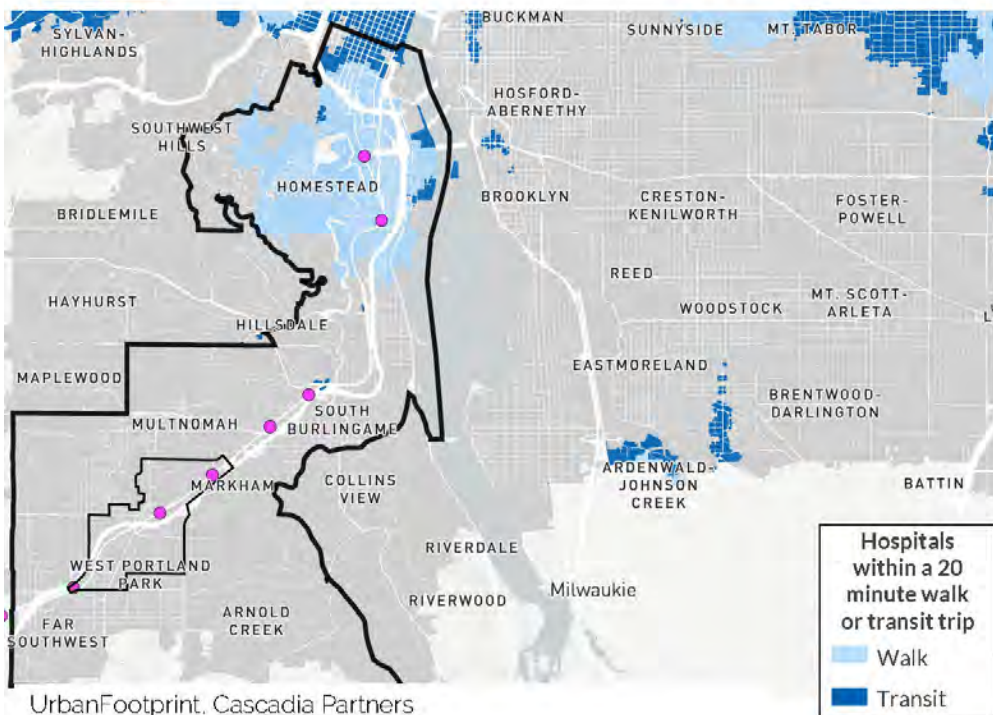 BUCKMAN
SYLVAN-
HIGHLANDS
SUNNYSIDE
MT. TABOR
HOSFORD-
ABERNETHY
SOUTHWEST
HILLS
HOMESTEAD
BROOKLYN
CRESTON-
KENILWORTH
FOSTER-
POWELL
BRIDLEMILE
REED
HAYHURST
WOODSTOCK
MT. SCOTT-
ARLETA
L
HILLSDALE
EASTMORELAND
MAPLEWOOD
BRENTWOOD-
DARLINGTON
MULTNOMAH
SOUTH
BURLINGAME
MARKHAM
COLLINS
VIEW
ARDENWALD-
JOHNSON
CREEK
BATTIN
RIVERDALE
WEST PORTLAND
PARK
RIVERWOOD
Milwaukie
FAR
SOUTHWEST
ARNOLD
CREEK
Hospitals
within a 20
minute walk
or transit trip
Walk
Transit
UrbanFootprint, Cascadia Partners